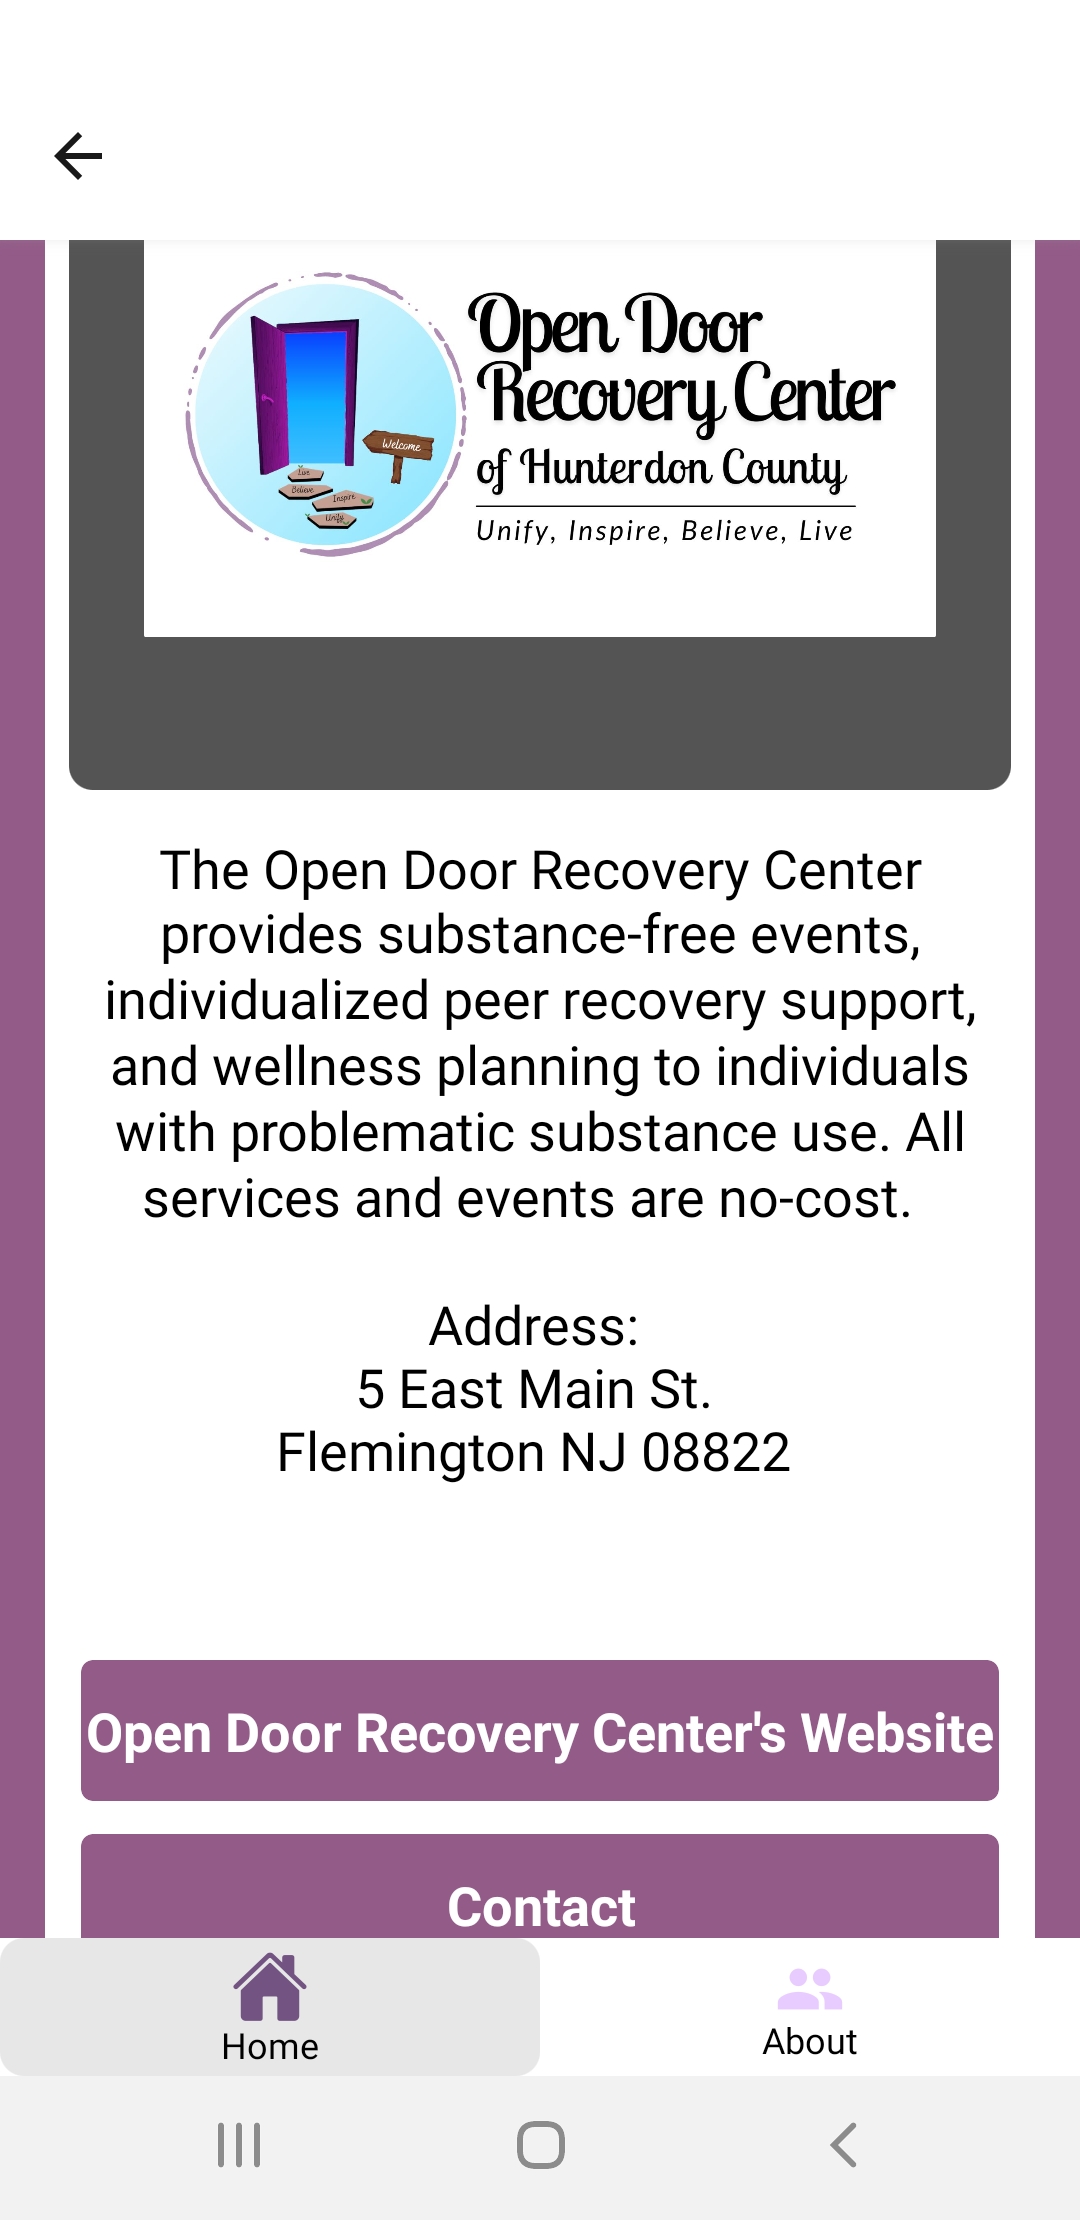 Open Door
Recovery Center
of Hunterdon County
Unify, Inspire, Believe, Live
Welcome
Live
Believe
Inspire
Unify
The Open Door Recovery Center
provides substance-free events,
individualized peer recovery support,
and wellness planning to individuals
with problematic substance use. All
services and events are no-cost.
Address:
5 East Main St.
Flemington NJ 08822
Open Door Recovery Center's Website
Contact
Home
About